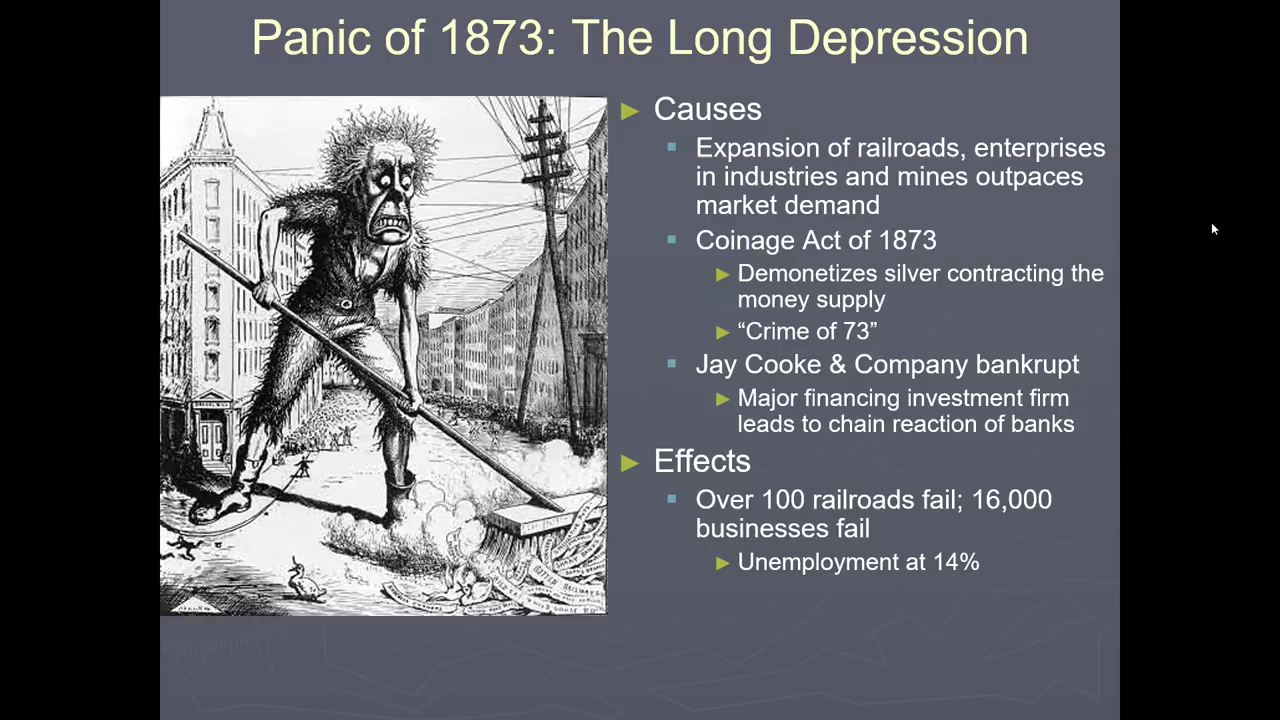 Panic of 1873: The Long Depression
Causes
Expansion of railroads, enterprises
in industries and mines outpaces
market demand
Coinage Act of 1873
Demonetizes silver contracting the
money supply
“Crime of 73”
Jay Cooke & Company bankrupt
Major financing investment firm
leads to chain reaction of banks
Effects
Over 100 railroads fail; 16,000
businesses fail
Unemployment at 14%